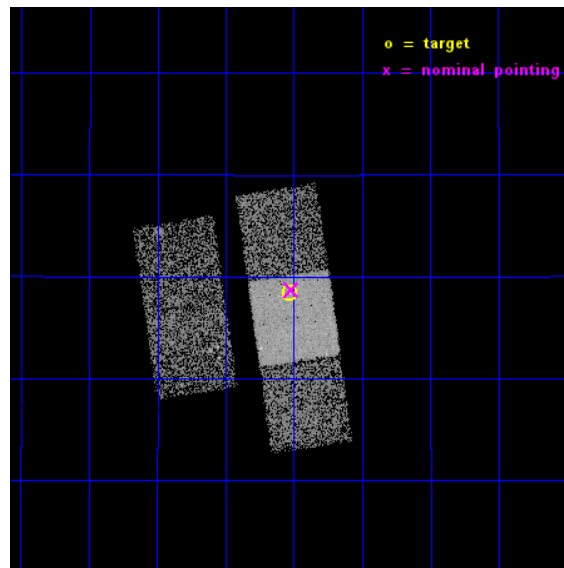 o = target
x = nominal pointing